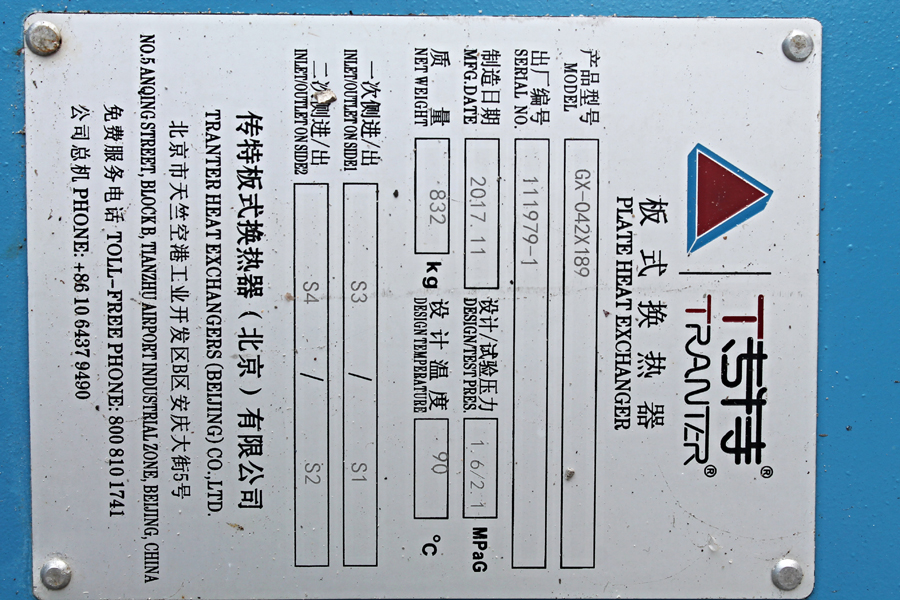 T传特®
TRANTER®
板式换热器
PLATE HEAT EXCHANGER
产品型号 GX-042X189
MODEL
出厂编号 111979-1
SERIAL NO.
制造日期 2017.11 设计/试验压力 1.6/2.1 MPaG
MFG.DATE DESIGN/TEST PRES.
质量 832 kg 设计温度 90 °C
NET WEIGHT DESIGN TEMPERATURE
一次侧进/出 S3 / S1
INLET/OUTLET ON SIDE1
二次侧进/出 S4 / S2
INLET/OUTLET ON SIDE2
传特板式换热器(北京)有限公司
TRANTER HEAT EXCHANGERS (BEIJING) CO.,LTD.
北京市天竺空港工业开发区B区安庆大街5号
NO.5 ANQING STREET, BLOCK B, TIANZHU AIRPORT INDUSTRIAL ZONE, BEIJING, CHINA
免费服务电话 TOLL-FREE PHONE: 800 810 1741
公司总机 PHONE: +86 10 6437 9490